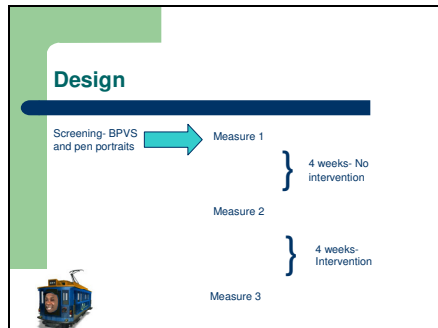 Design
Screening- BPVS
and pen portraits
Measure 1
4 weeks- No
intervention
Measure 2
4 weeks-
Intervention
Measure 3